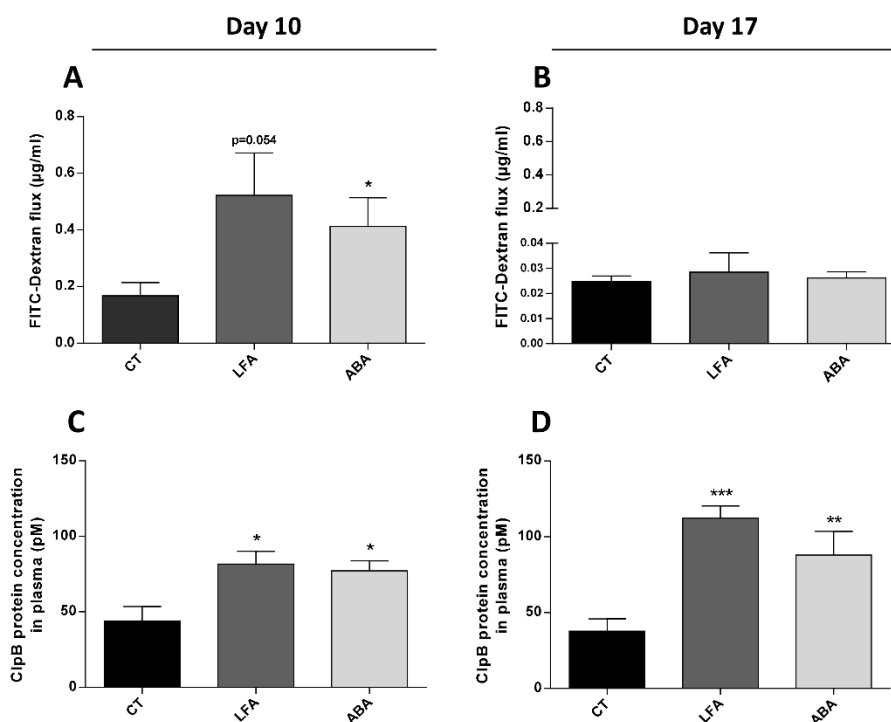 Day 10
Day 17
A
FITC-Dextran flux (µg/ml)
0.8
0.6
0.4
0.2
0.0
p=0.054
*
CT
LFA
ABA
B
FITC-Dextran flux (µg/ml)
0.8
0.6
0.4
0.2
0.04
0.03
0.02
0.01
0.00
CT
LFA
ABA
C
ClpB protein concentration
in plasma (pM)
150
100
50
0
*
*
CT
LFA
ABA
D
ClpB protein concentration
in plasma (pM)
150
100
50
0
***
**
CT
LFA
ABA